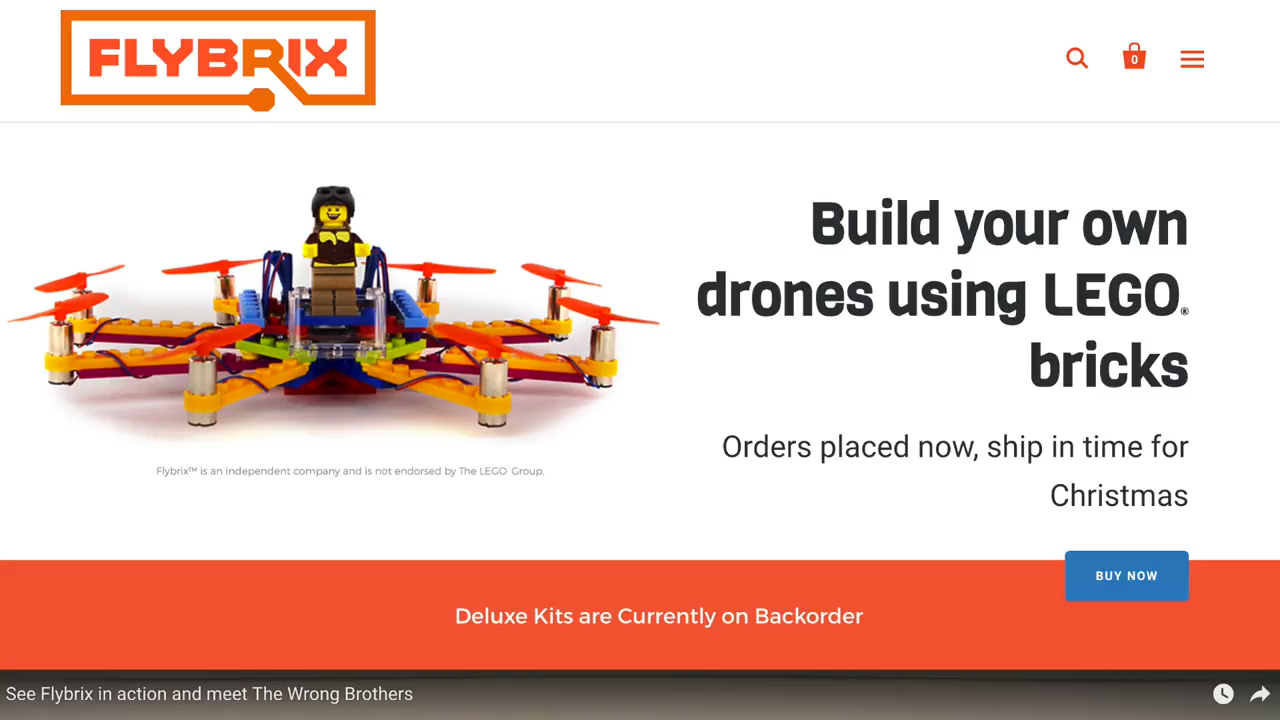 FLYBRIX
0
Build your own
drones using LEGO®
bricks
Orders placed now, ship in time for
Christmas
Flybrix™ is an independent company and is not endorsed by The LEGO Group.
BUY NOW
Deluxe Kits are Currently on Backorder
See Flybrix in action and meet The Wrong Brothers